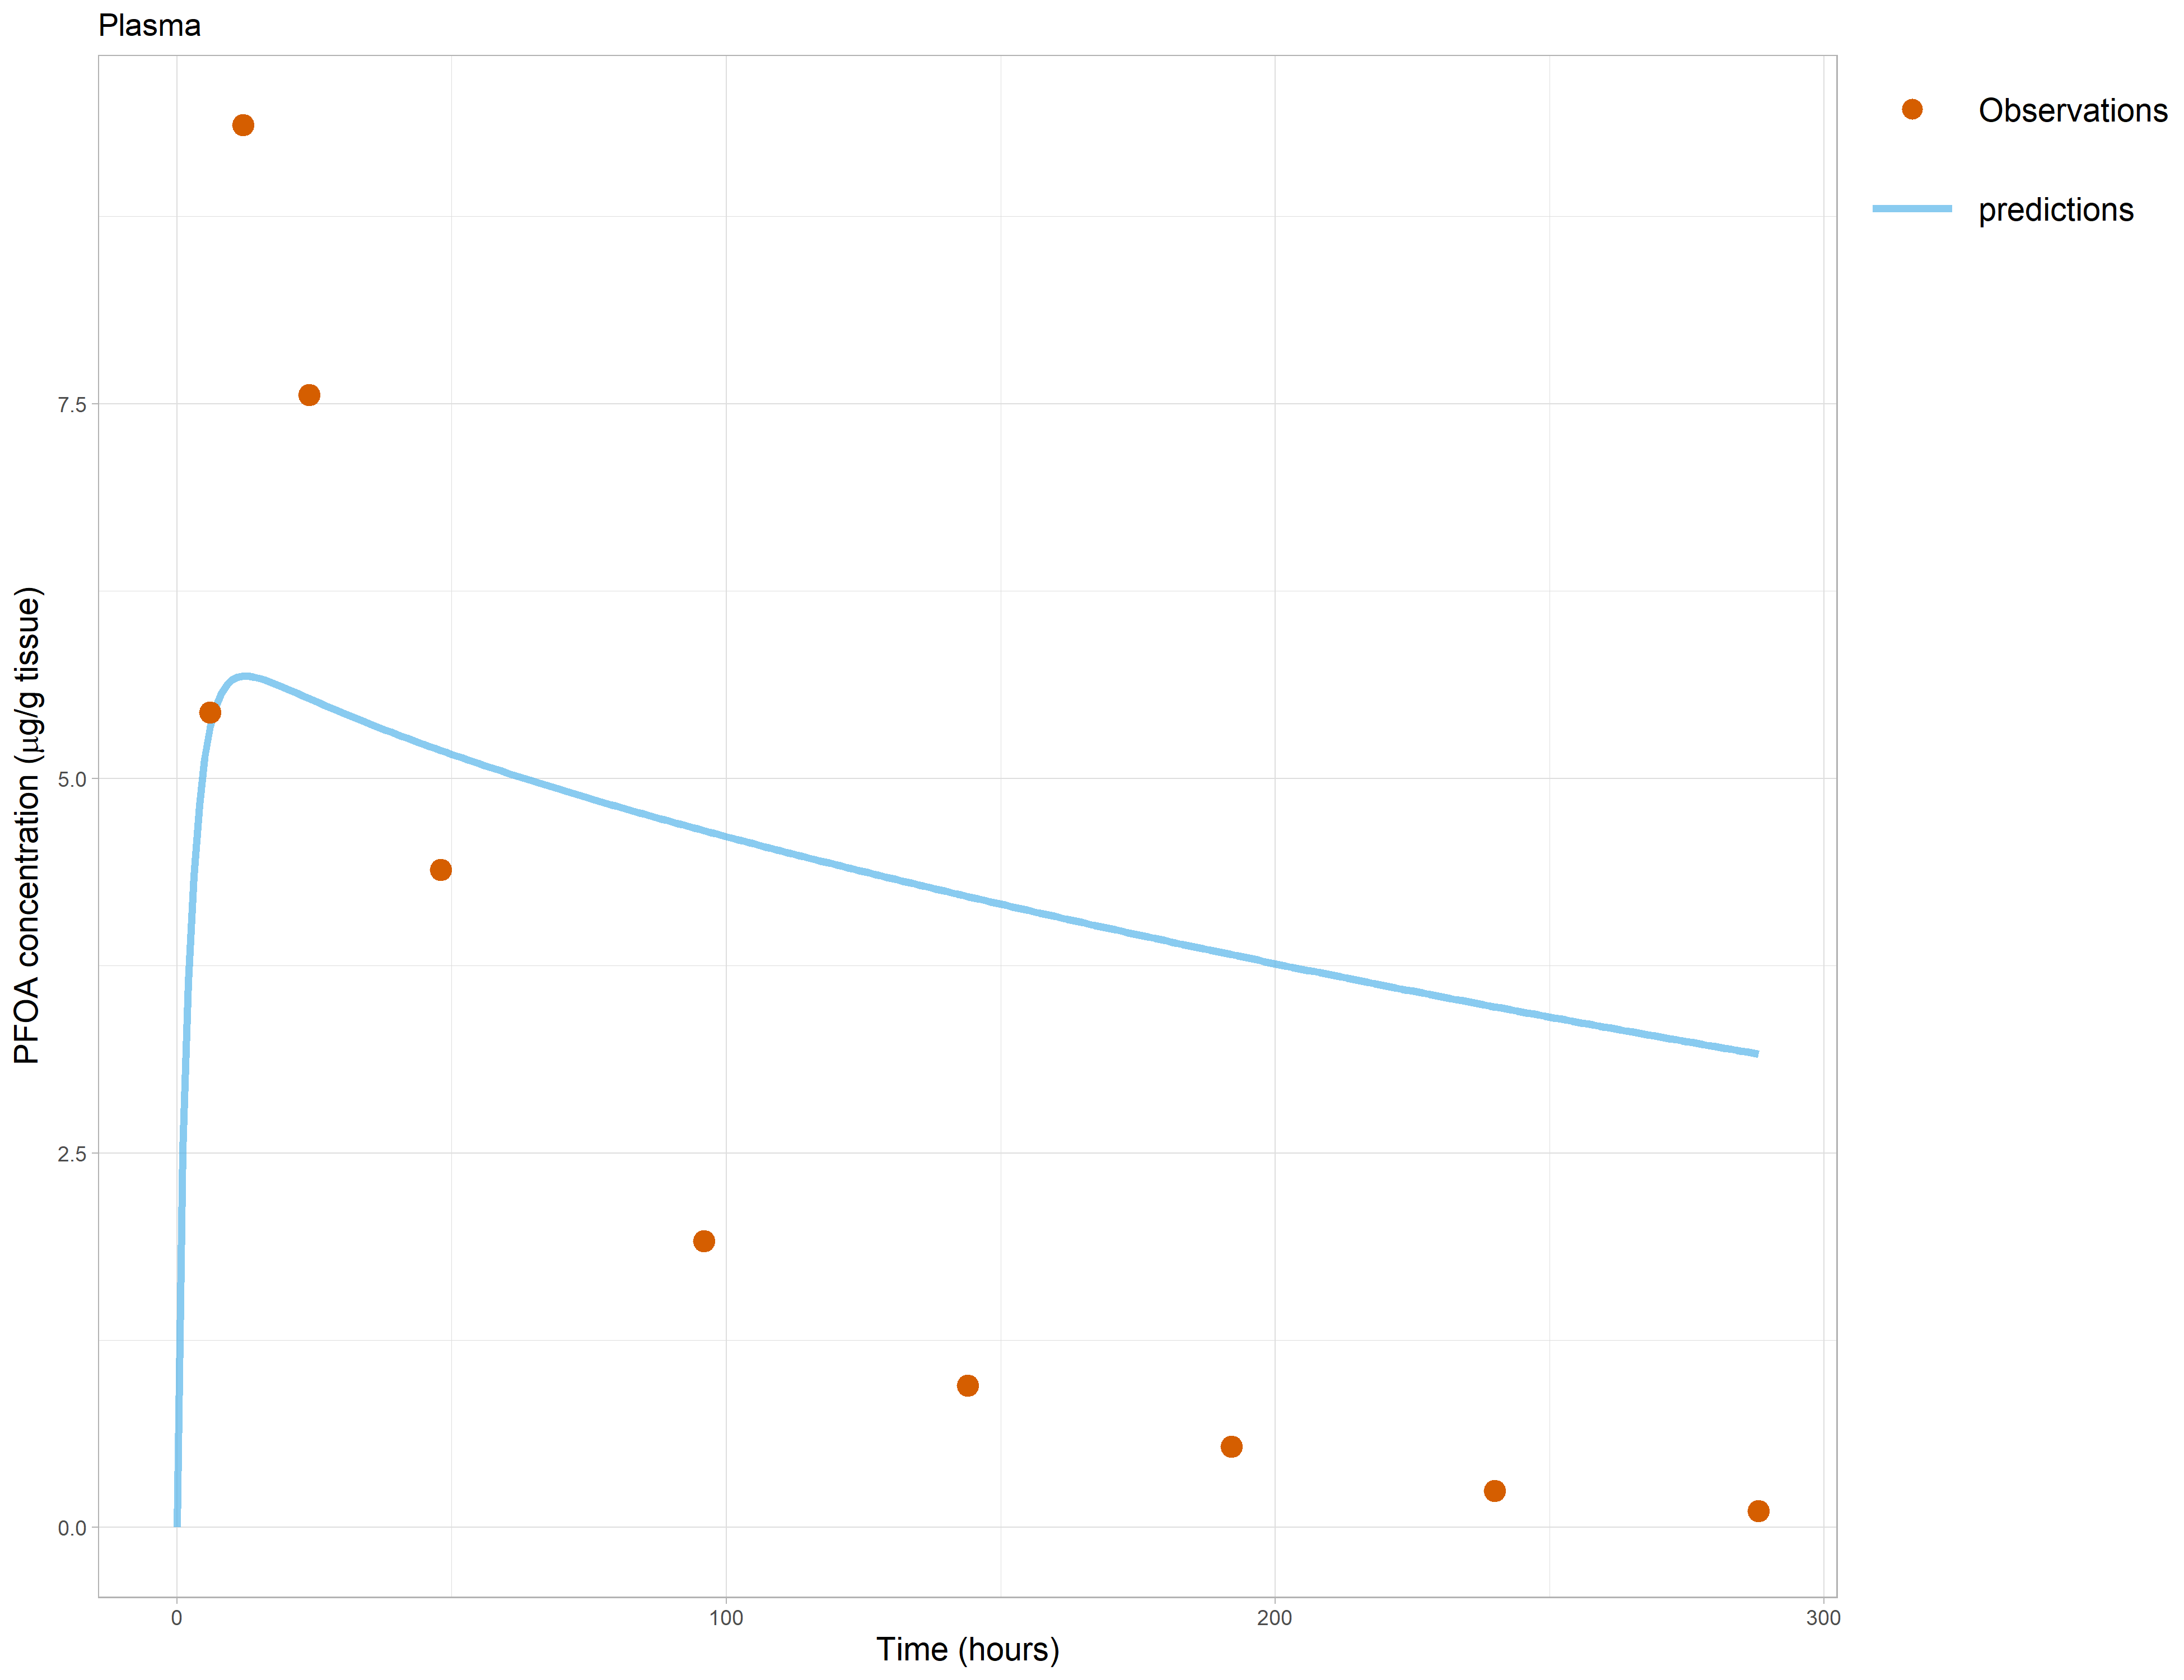 Plasma
Observations
predictions
PFOA concentration (μg/g tissue)
7.5
5.0
2.5
0.0
0 100 200 300
Time (hours)